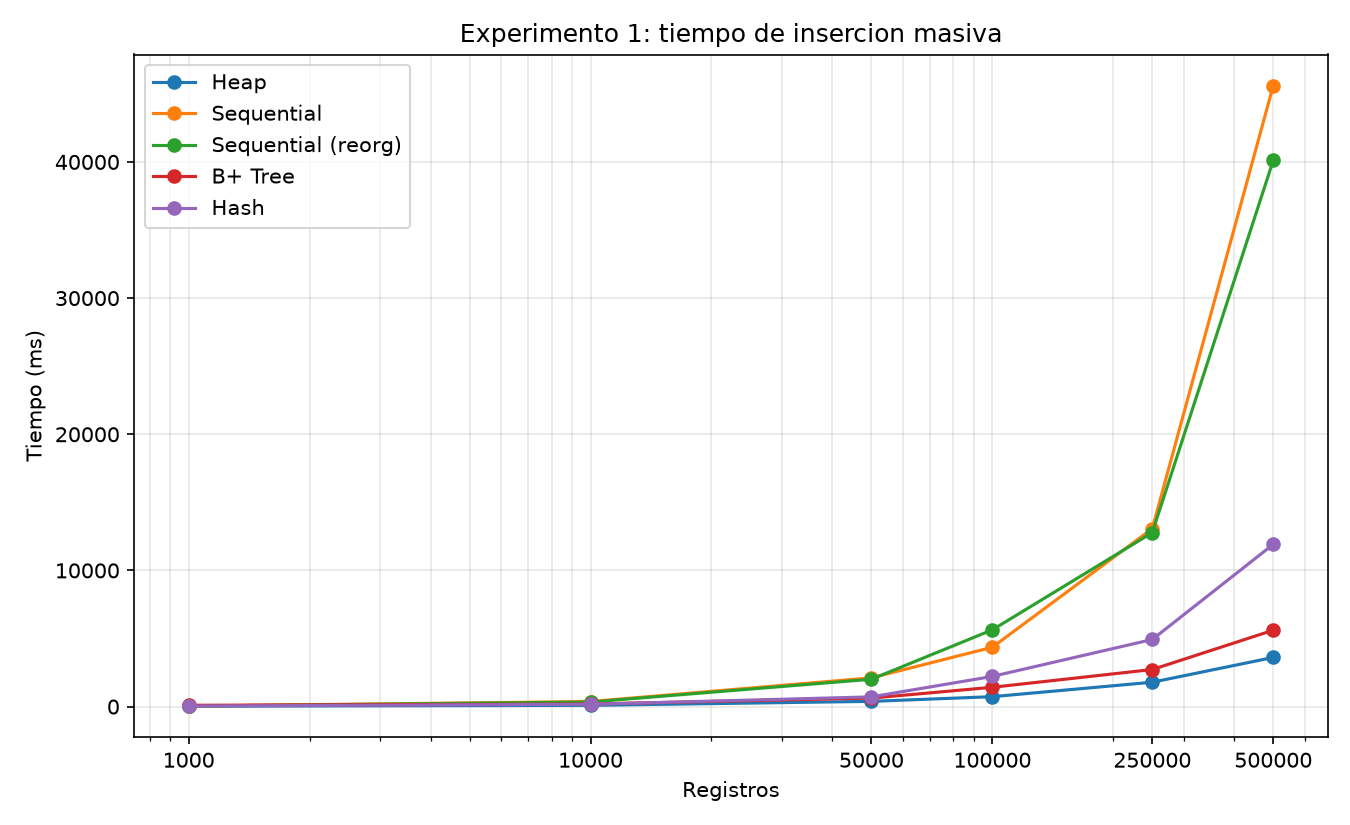 Experimento 1: tiempo de insercion masiva
Heap
Sequential
Sequential (reorg)
B+ Tree
Hash
40000
30000
20000
10000
0
Tiempo (ms)
1000 10000 50000 100000 250000 500000
Registros